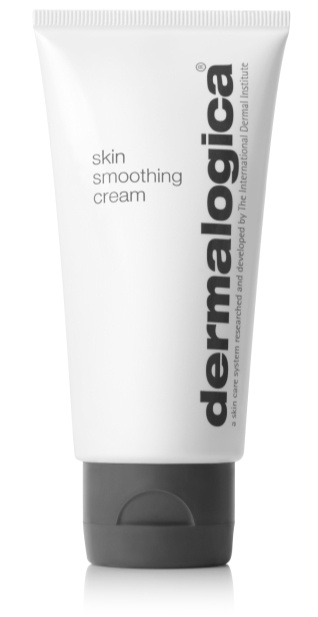 skin
smoothing
cream
dermalogica®
a skin care system researched and developed by The International Dermal Institute